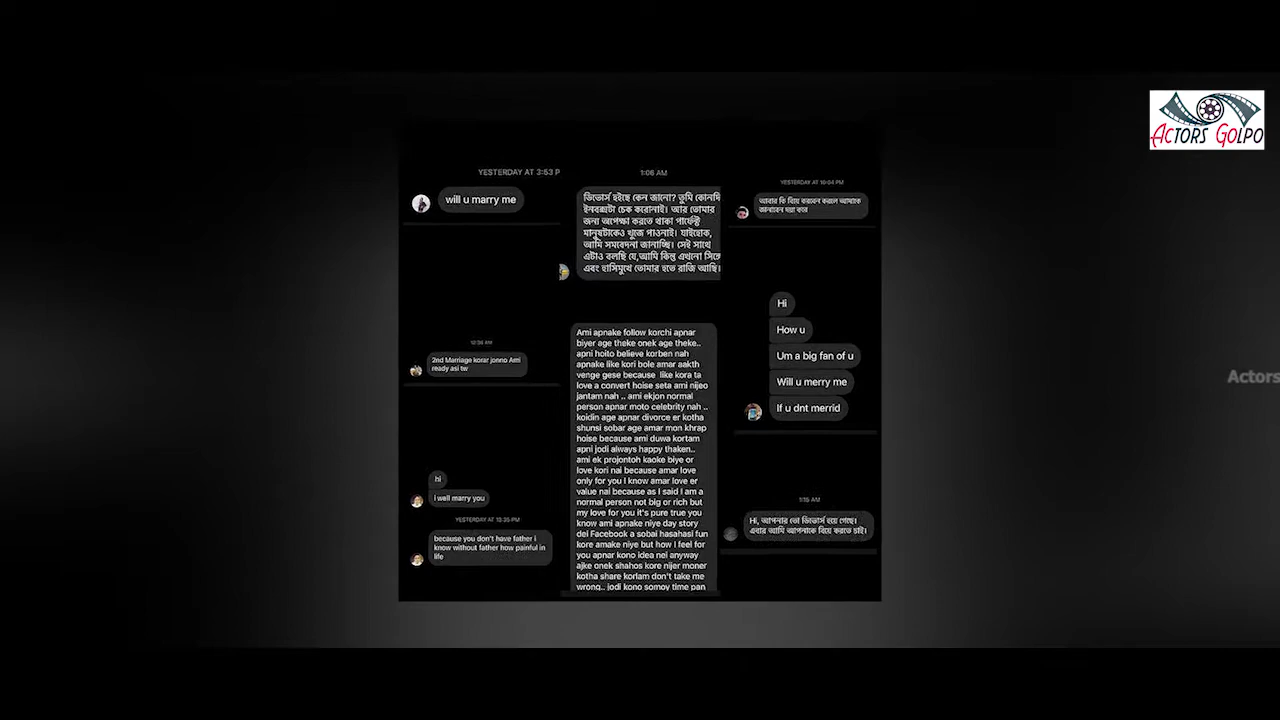 ACTORS GOLPO
YESTERDAY AT 3:53 P
will u marry me
2nd Marriage korar jonno Ami
ready asi tw
hi
i well marry you
YESTERDAY AT 13:35 PM
because you don't have father i
know without father how painful in
life
1:06 AM
ডিভোর্স হইছে কেন জানো? তুমি কোনদি
ইনবক্সটা চেক করোনাই। আর তোমার
জন্য অপেক্ষা করতে থাকা পার্ফেক্ট
মানুষটাকেও খুজে পাওনাই। যাইহোক,
আমি সমবেদনা জানাচ্ছি। সেই সাথে
এটাও বলছি যে,আমি কিন্তু এখনো সিঙ্গে
এবং হাসিমুখে তোমার হতে রাজি আছি।
Ami apnake follow korchi apnar
biyer age theke onek age theke..
apni hoito believe korben nah
apnake like kori bole amar aakth
venge gese because like kora ta
love a convert hoise seta ami nijeo
jantam nah .. ami ekjon normal
person apnar moto celebrity nah ..
koidin age apnar divorce er kotha
shunsi sobar age amar mon khrap
hoise because ami duwa kortam
apni jodi always happy thaken..
ami ek projontoh kaoke biye or
love kori nai because amar love
only for you I know amar love er
value nai because as I said I am a
normal person not big or rich but
my love for you it's pure true you
know ami apnake niye day story
del Facebook a sobai hasahasi fun
kore amake niye but how I feel for
you apnar kono idea nei anyway
ajke onek shahos kore nijer moner
kotha share korlam don't take me
wrong.. jodi kono somoy time pan
YESTERDAY AT 16:04 PM
আবার কি বিয়ে করবেন করলে আমাকে
জানাবেন দয়া করে
Hi
How u
Um a big fan of u
Will u merry me
If u dnt merrid
1:15 AM
Hi, আপনার তো ডিভোর্স হয়ে গেছে।
এবার আমি আপনাকে বিয়ে করতে চাই।
Actors